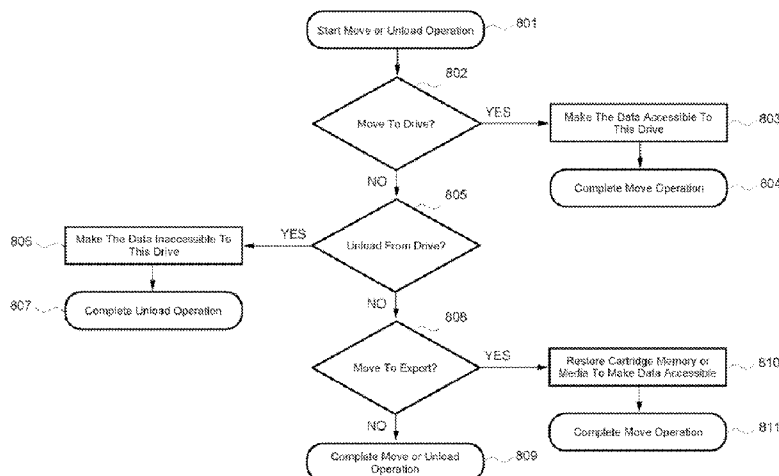 Start Move or Unload Operation
801
802
Move To Drive?
YES
Make The Data Accessible To
This Drive
803
Complete Move Operation
804
NO
805
Unload From Drive?
YES
Make The Data Inaccessible To
This Drive
806
Complete Unload Operation
807
NO
808
Move To Export?
YES
Restore Cartridge Memory or
Media To Make Data Accessible
810
Complete Move Operation
811
NO
Complete Move or Unload
Operation
809